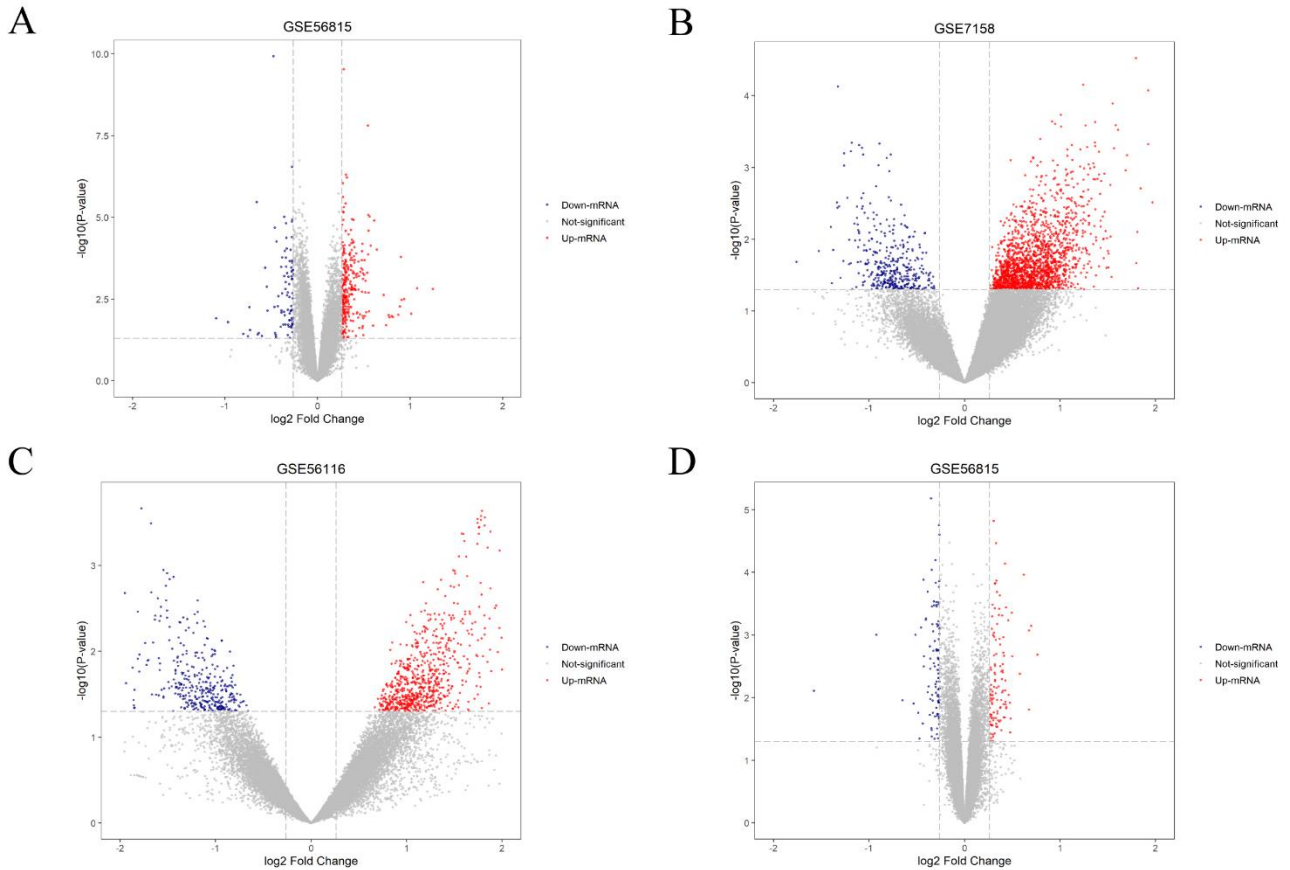 A
GSE56815
10.0
7.5
5.0
2.5
0.0
-log10(P-value)
-2 -1 0 1 2
log2 Fold Change
Down-mRNA
Not-significant
Up-mRNA
B
GSE7158
4
3
2
1
0
-log10(P-value)
-2 -1 0 1 2
log2 Fold Change
Down-mRNA
Not-significant
Up-mRNA
C
GSE56116
3
2
1
0
-log10(P-value)
-2 -1 0 1 2
log2 Fold Change
Down-mRNA
Not-significant
Up-mRNA
D
GSE56815
5
4
3
2
1
0
-log10(P-value)
-2 -1 0 1 2
log2 Fold Change
Down-mRNA
Not-significant
Up-mRNA